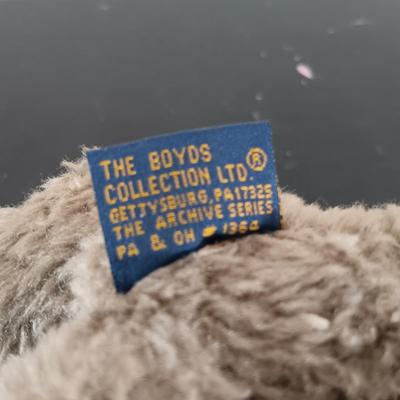 THE BOYDS
COLLECTION LTD.®
GETTYSBURG, PA 17325
THE ARCHIVE SERIES
PA & OH # 1364